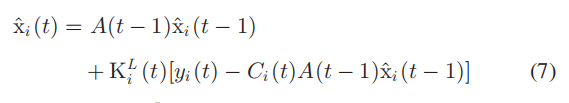 x̂ᵢ(t) = A(t − 1)x̂ᵢ(t − 1)
+ Kᵢᴸ(t)[yᵢ(t) − Cᵢ(t)A(t − 1)x̂ᵢ(t − 1)] (7)